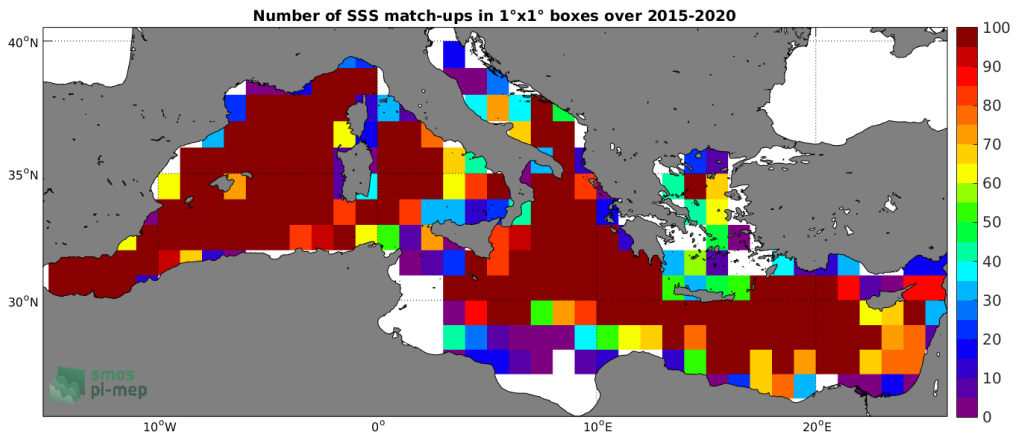 Number of SSS match-ups in 1°x1° boxes over 2015-2020
40°N
35°N
30°N
10°W
0°
10°E
20°E
100
90
80
70
60
50
40
30
20
10
0
smos
pi-mep